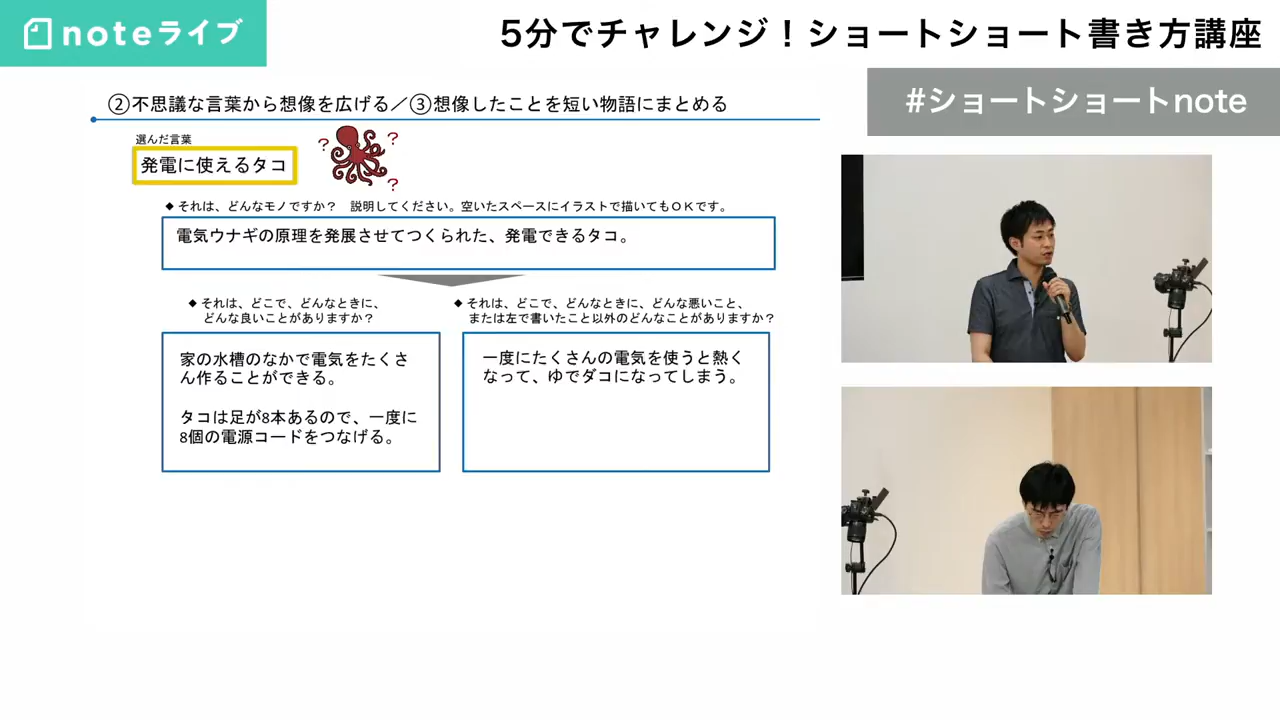 noteライブ
5分でチャレンジ！ショートショート書き方講座
#ショートショートnote
②不思議な言葉から想像を広げる／③想像したことを短い物語にまとめる
選んだ言葉
発電に使えるタコ
? ?
?
◆ それは、どんなモノですか？　説明してください。空いたスペースにイラストで描いてもＯＫです。
電気ウナギの原理を発展させてつくられた、発電できるタコ。
◆ それは、どこで、どんなときに、
どんな良いことがありますか？
家の水槽のなかで電気をたくさ
ん作ることができる。
タコは足が8本あるので、一度に
8個の電源コードをつなげる。
◆ それは、どこで、どんなときに、どんな悪いこと、
または左で書いたこと以外のどんなことがありますか？
一度にたくさんの電気を使うと熱く
なって、ゆでダコになってしまう。